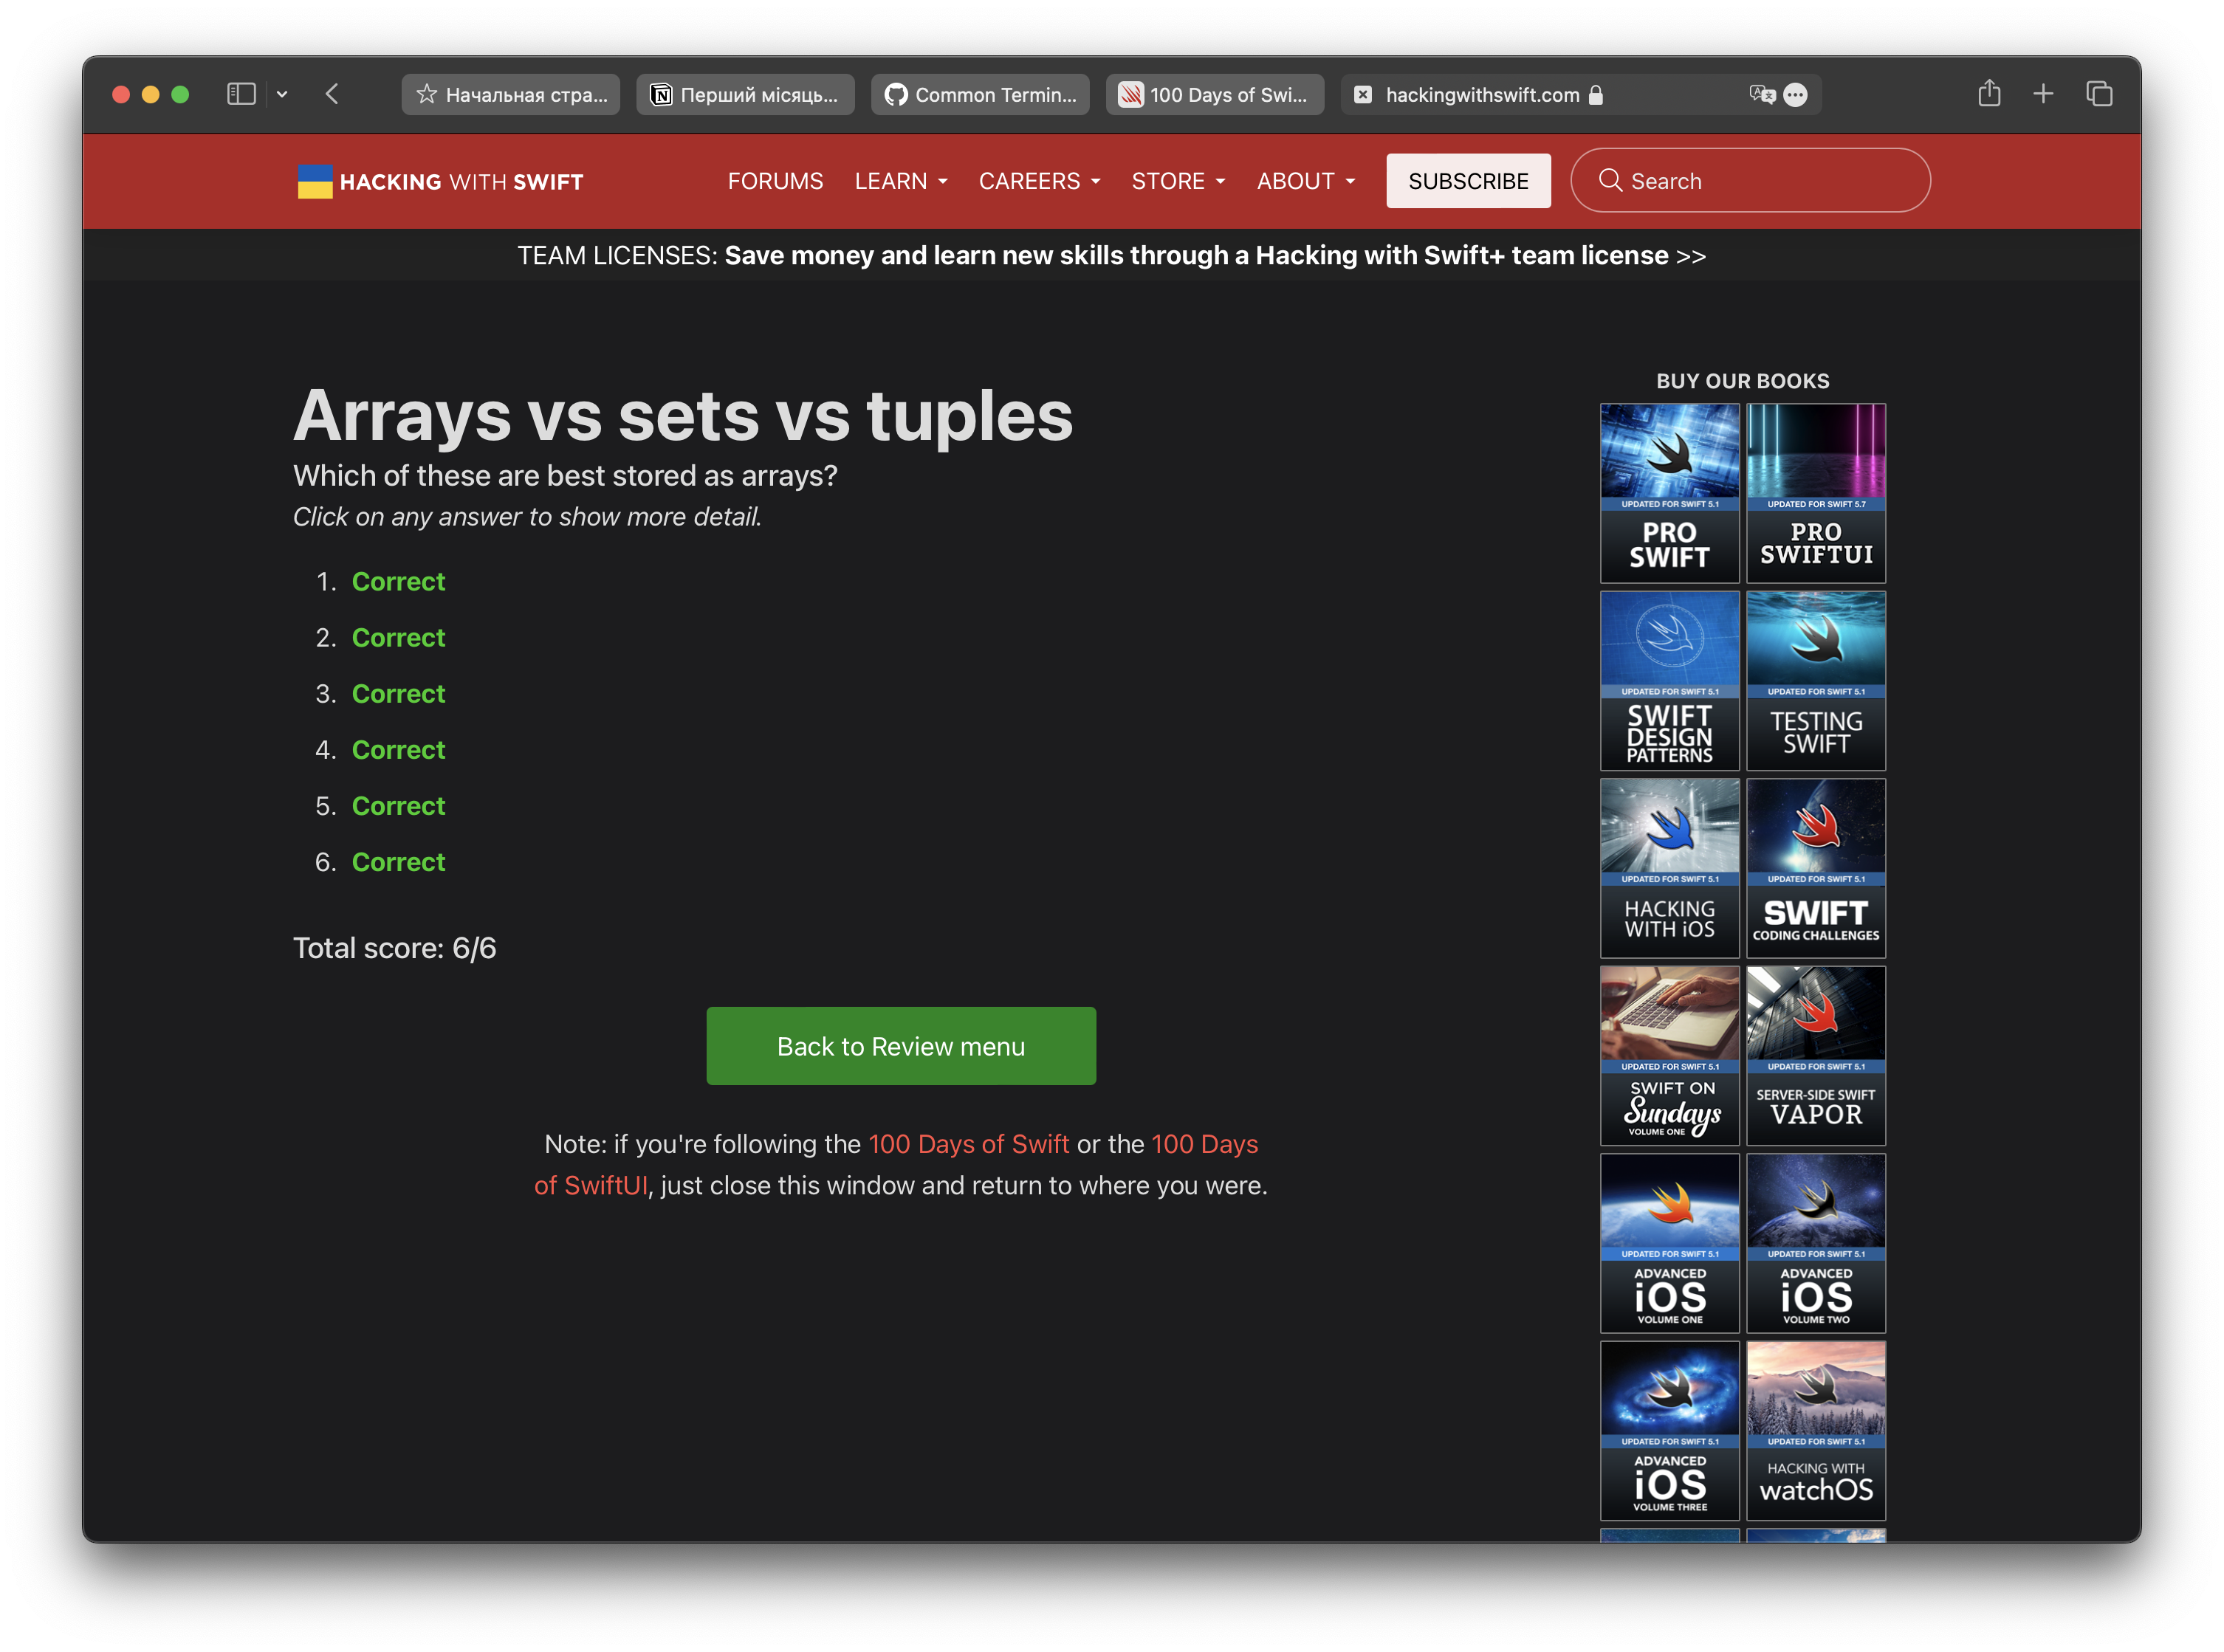 Начальная стра...
Перший місяць...
Common Termin...
100 Days of Swi...
hackingwithswift.com
HACKING WITH SWIFT
FORUMS
LEARN
CAREERS
STORE
ABOUT
SUBSCRIBE
Search
TEAM LICENSES: Save money and learn new skills through a Hacking with Swift+ team license >>
Arrays vs sets vs tuples
Which of these are best stored as arrays?
Click on any answer to show more detail.
1. Correct
2. Correct
3. Correct
4. Correct
5. Correct
6. Correct
Total score: 6/6
Back to Review menu
Note: if you're following the 100 Days of Swift or the 100 Days
of SwiftUI, just close this window and return to where you were.
BUY OUR BOOKS
UPDATED FOR SWIFT 5.1
PRO
SWIFT
UPDATED FOR SWIFT 5.7
PRO
SWIFTUI
UPDATED FOR SWIFT 5.1
SWIFT
DESIGN
PATTERNS
UPDATED FOR SWIFT 5.1
TESTING
SWIFT
UPDATED FOR SWIFT 5.1
HACKING
WITH iOS
UPDATED FOR SWIFT 5.1
SWIFT
CODING CHALLENGES
UPDATED FOR SWIFT 5.1
SWIFT ON
Sundays
VOLUME ONE
UPDATED FOR SWIFT 5.1
SERVER-SIDE SWIFT
VAPOR
UPDATED FOR SWIFT 5.1
ADVANCED
iOS
VOLUME ONE
UPDATED FOR SWIFT 5.1
ADVANCED
iOS
VOLUME TWO
UPDATED FOR SWIFT 5.1
ADVANCED
iOS
VOLUME THREE
UPDATED FOR SWIFT 5.1
HACKING WITH
watchOS